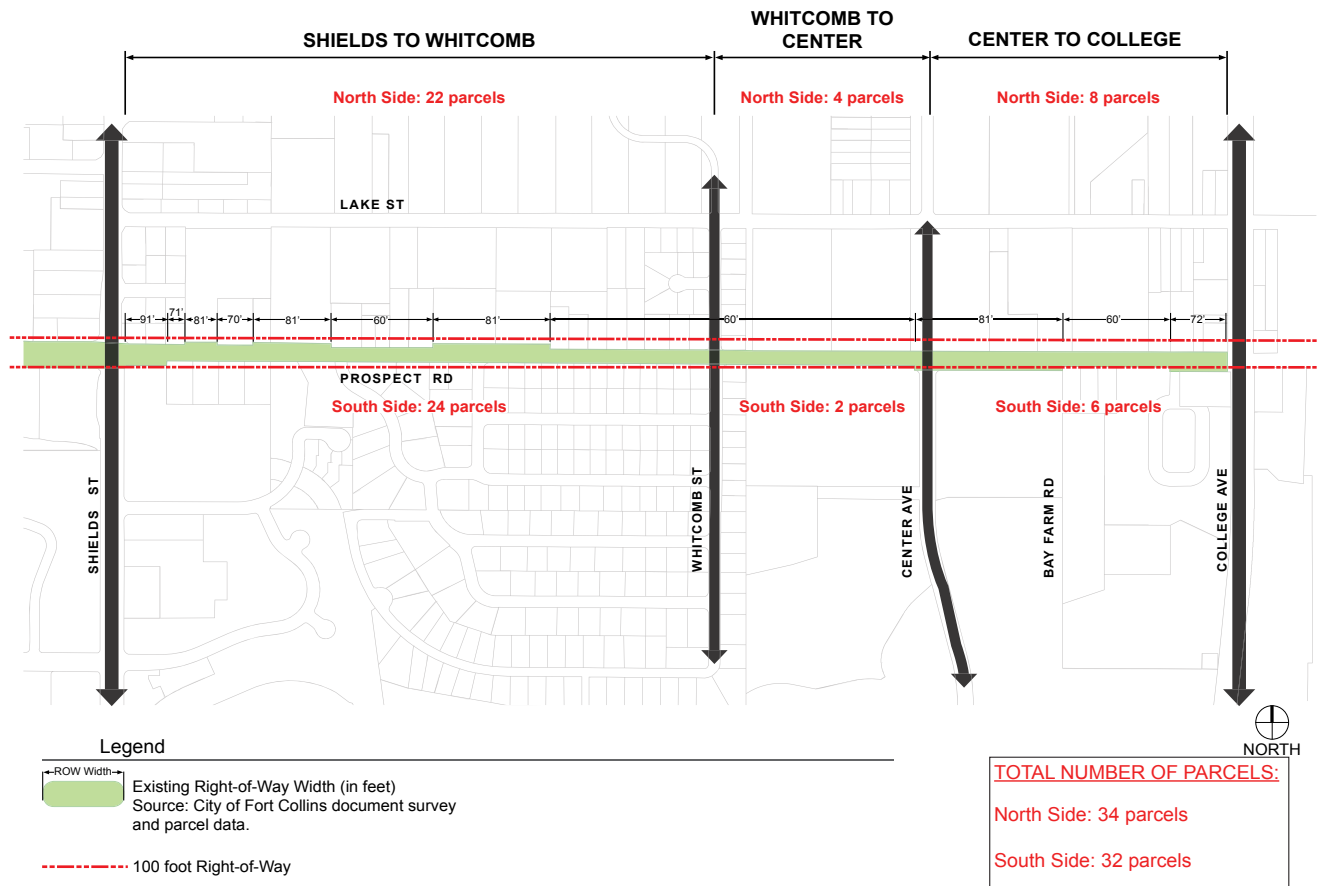 SHIELDS TO WHITCOMB
WHITCOMB TO
CENTER
CENTER TO COLLEGE
North Side: 22 parcels
North Side: 4 parcels
North Side: 8 parcels
LAKE ST
91'
71'
81'
70'
81'
60'
81'
60'
81'
60'
72'
PROSPECT RD
South Side: 24 parcels
South Side: 2 parcels
South Side: 6 parcels
SHIELDS ST
WHITCOMB ST
CENTER AVE
BAY FARM RD
COLLEGE AVE
NORTH
Legend
ROW Width
Existing Right-of-Way Width (in feet)
Source: City of Fort Collins document survey
and parcel data.
100 foot Right-of-Way
TOTAL NUMBER OF PARCELS:
North Side: 34 parcels
South Side: 32 parcels